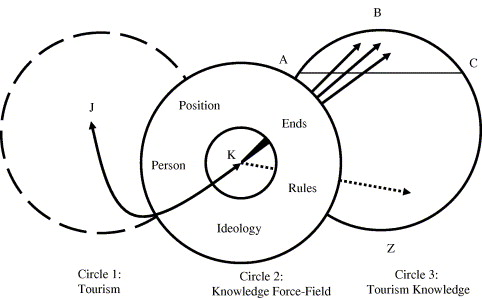 B
A
C
Position
J
Ends
K
Person
Rules
Ideology
Z
Circle 1:
Tourism
Circle 2:
Knowledge Force-Field
Circle 3:
Tourism Knowledge